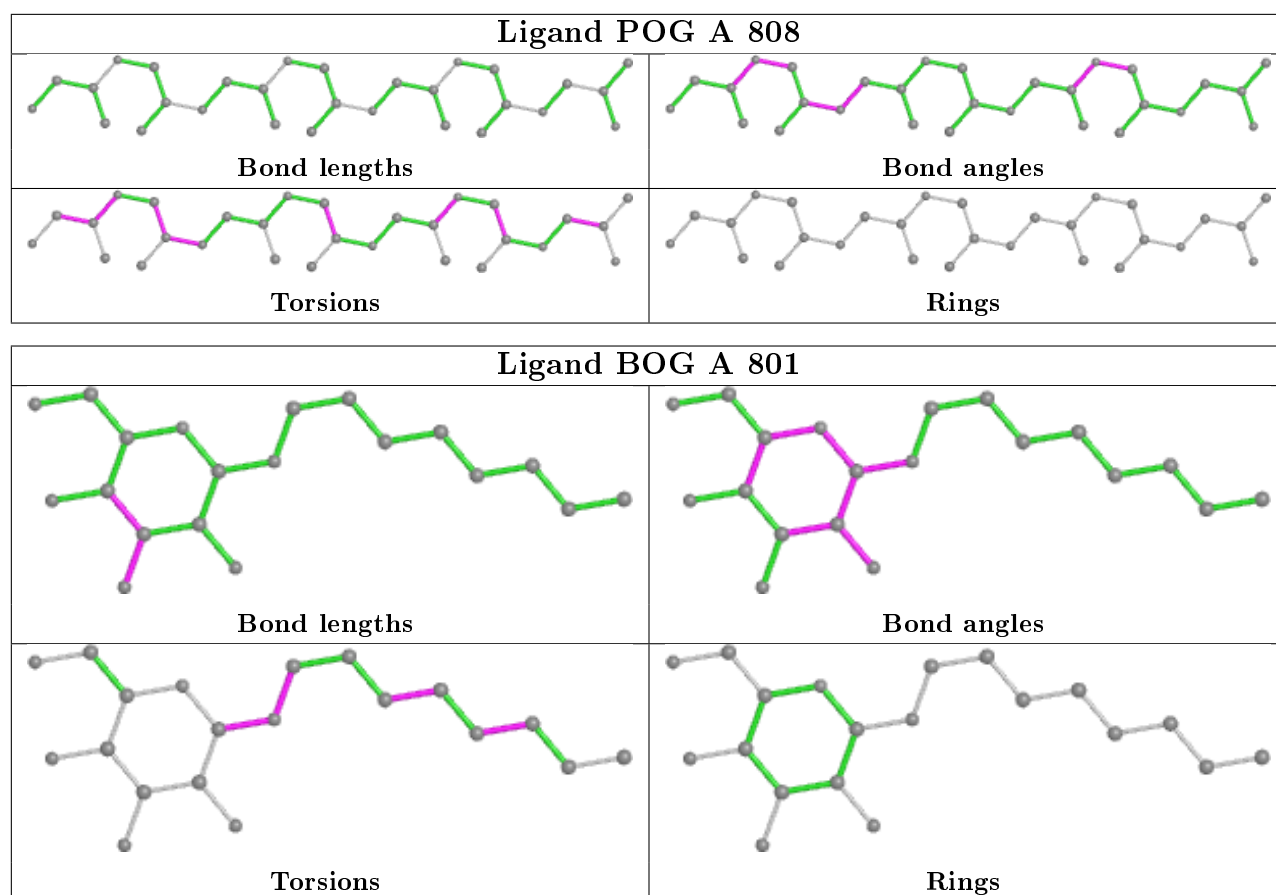 Ligand POG A 808
Bond lengths
Bond angles
Torsions
Rings
Ligand BOG A 801
Bond lengths
Bond angles
Torsions
Rings